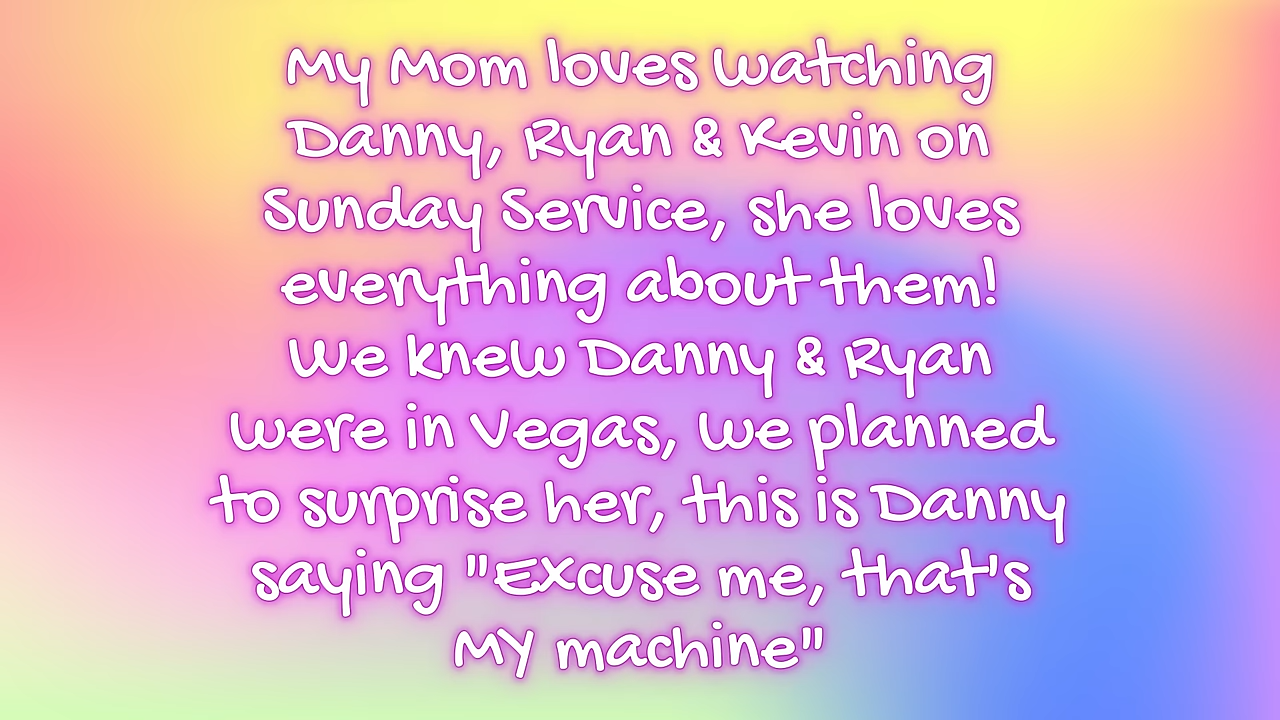 My Mom loves watching
Danny, Ryan & Kevin on
Sunday Service, she loves
everything about them!
We knew Danny & Ryan
were in Vegas, we planned
to surprise her, this is Danny
saying "Excuse me, that's
MY machine"